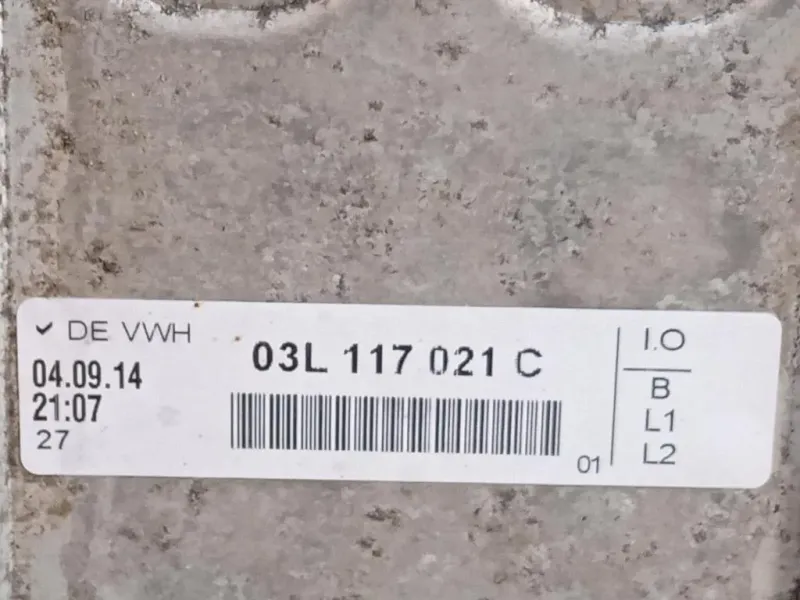 ✓ DE VWH
04.09.14
21:07
27
03L 117 021 C
01
I.O
B
L1
L2